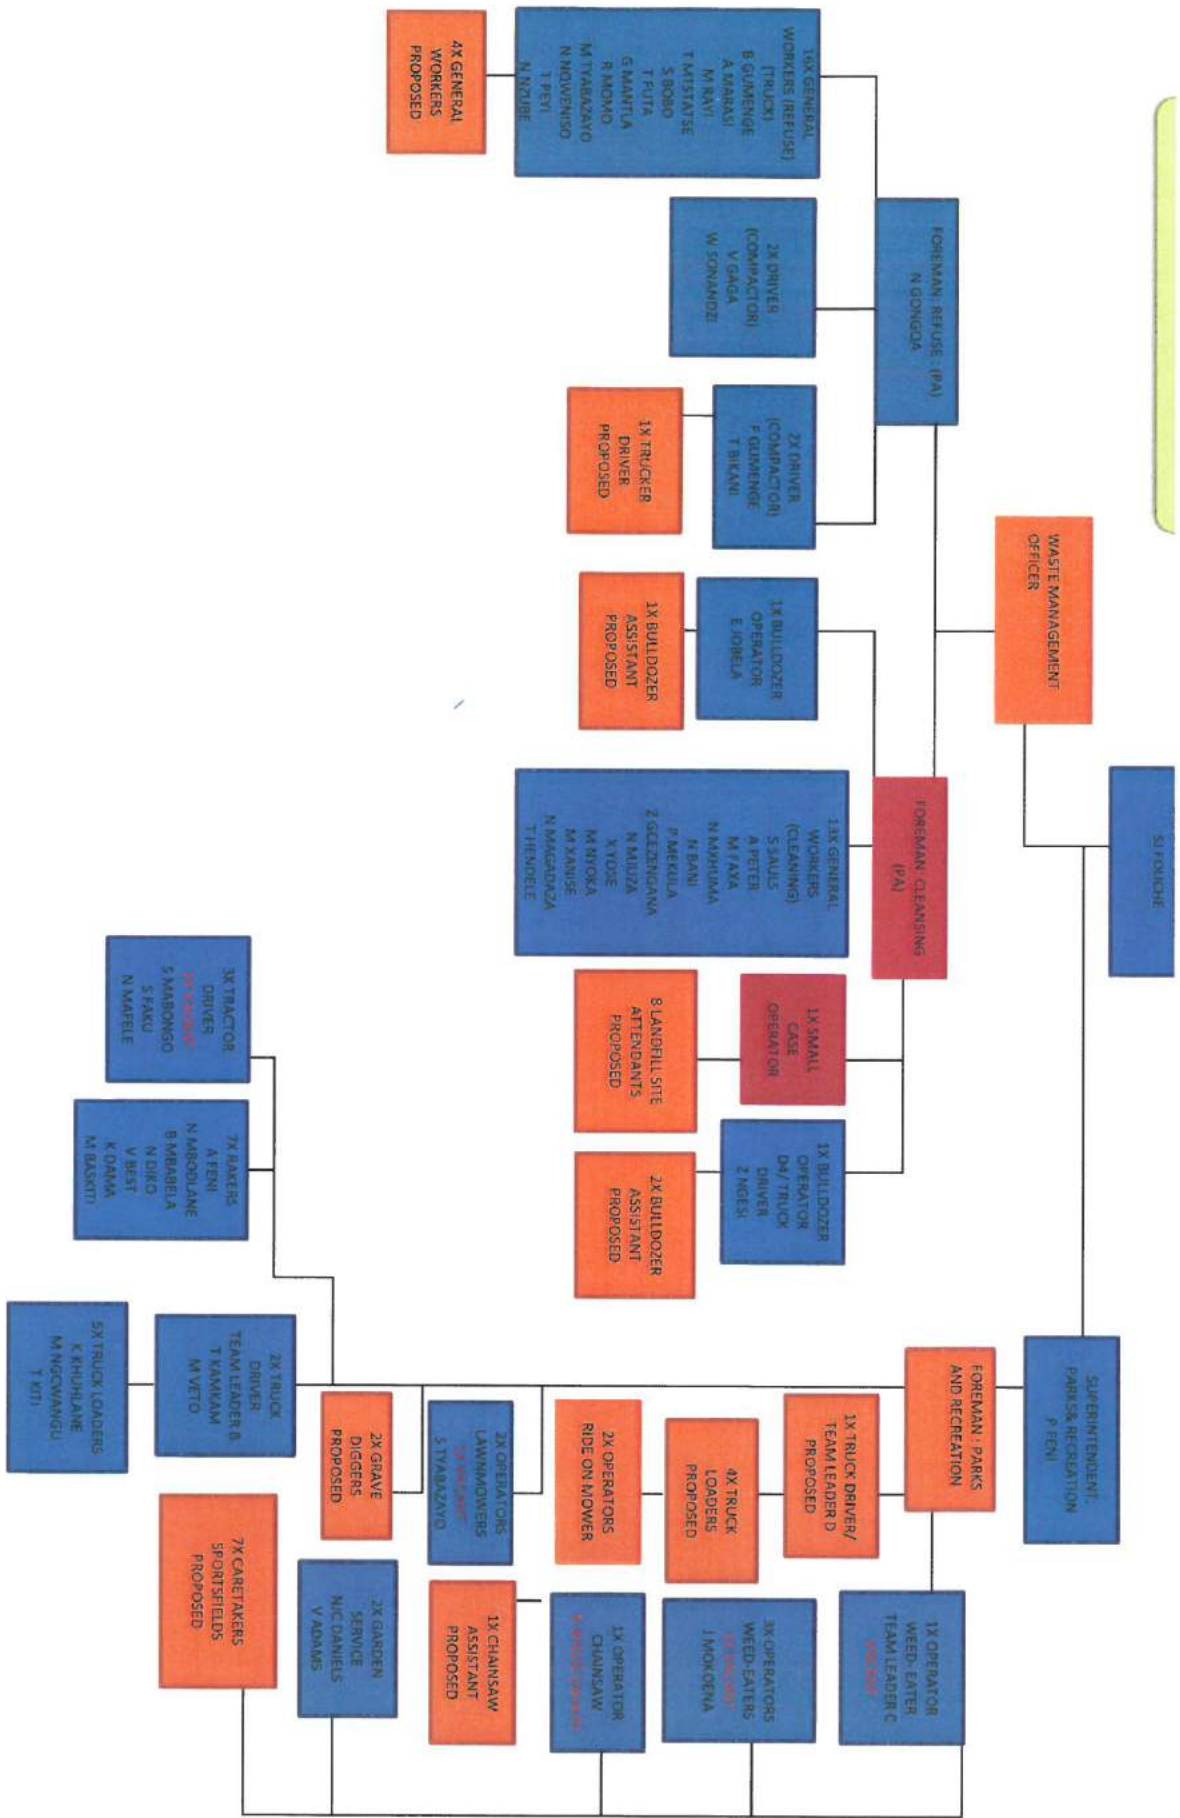 SJ FOUCHE
WASTE MANAGEMENT
OFFICER
SUPERINTENDENT:
PARKS& RECREATION
P FENI
FOREMAN: REFUSE : (PA)
N GONGQA
FOREMAN: CLEANSING :
(PA)
FOREMAN : PARKS
AND RECREATION
16X GENERAL
WORKERS (REFUSE)
(TRUCK)
B GUMENGE
A MARASI
M RAYI
T MTSTATSE
S BOBO
T FUTA
G MANTLA
R MOMO
M TYABAZAYO
N NQWENISO
T PEYI
N NZUBE
4X GENERAL
WORKERS
PROPOSED
2X DRIVER
(COMPACTOR)
V GAGA
W SONANDZI
2X DRIVER
(COMPACTOR)
F GUMENGE
T BIKANI
1X TRUCKER
DRIVER
PROPOSED
1X BULLDOZER
OPERATOR
E JOBELA
1X BULLDOZER
ASSISTANT
PROPOSED
13X GENERAL
WORKERS
(CLEANING)
S SAULS
A PETER
M FAXA
N MXHUMA
N BANI
P MEKULA
Z GCEZENGANA
N MUZA
X YOSE
M NYOKA
M XANISE
N MAGADAZA
T HENDELE
1X SMALL
CASE
OPERATOR
8 LANDFILL SITE
ATTENDANTS
PROPOSED
1X BULLDOZER
OPERATOR
D4/ TRUCK
DRIVER
Z NGESI
2X BULLDOZER
ASSISTANT
PROPOSED
1X TRUCK DRIVER/
TEAM LEADER D
PROPOSED
4X TRUCK
LOADERS
PROPOSED
2X OPERATORS
RIDE ON MOWER
2X OPERATORS
LAWNMOWERS
S TYABAZAYO
2X GRAVE
DIGGERS
PROPOSED
1X OPERATOR
WEED- EATER
TEAM LEADER C
VACANT
3X OPERATORS
WEED- EATERS
J MOKOENA
1X OPERATOR
CHAINSAW
1X CHAINSAW
ASSISTANT
PROPOSED
2X GARDEN
SERVICE
NJC DANIELS
V ADAMS
7X CARETAKERS
SPORTSFIELDS
PROPOSED
3X TRACTOR
DRIVER
S MABONGO
S FAKU
N MAFELE
7X RAKERS
A FENI
N MBODLANE
B MBABELA
N DIKO
V BEST
K DAMA
M BASKITI
2X TRUCK
DRIVER
TEAM LEADER B
T KAMKAM
M VETO
5X TRUCK LOADERS
K KHUHLANE
M NGCWANGU
T KITI